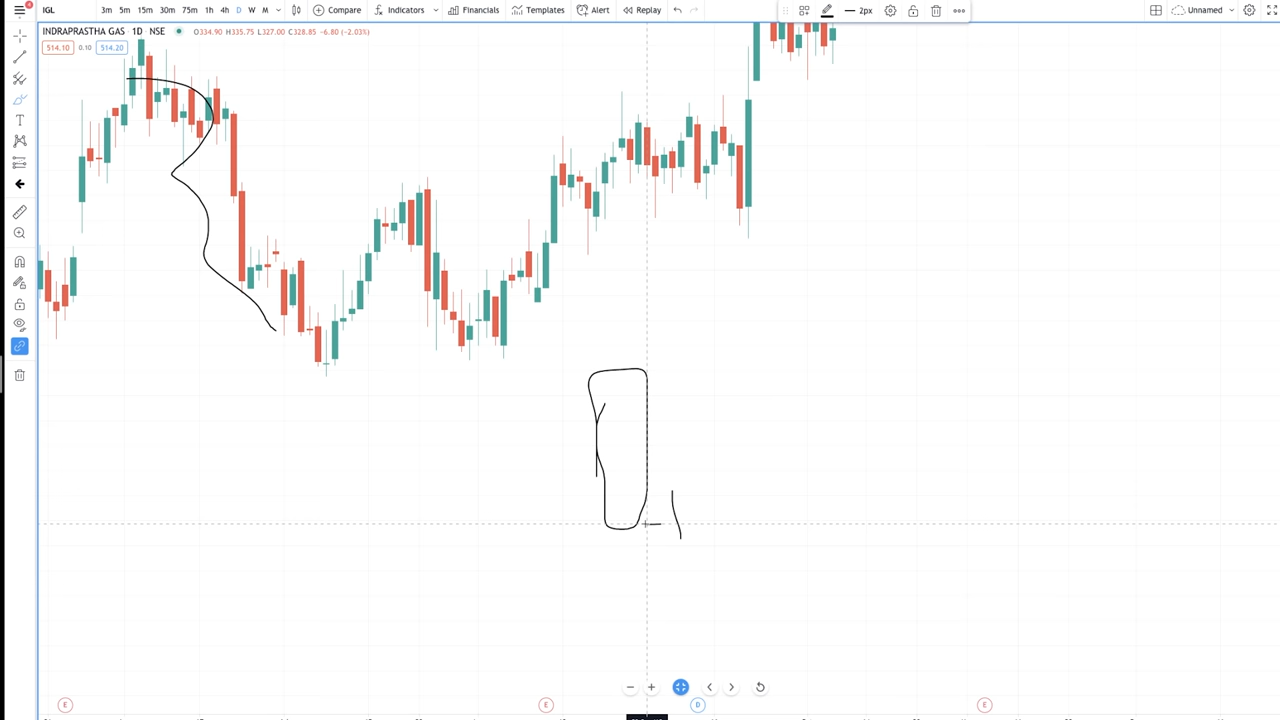 IGL 3m 5m 15m 30m 75m 1h 4h D W M Compare Indicators Financials Templates Alert Replay 2px Unnamed
INDRAPRASTHA GAS · 1D · NSE O334.90 H335.75 L327.00 C328.85 -6.80 (-2.03%)
514.10 0.10 514.20
E E D E